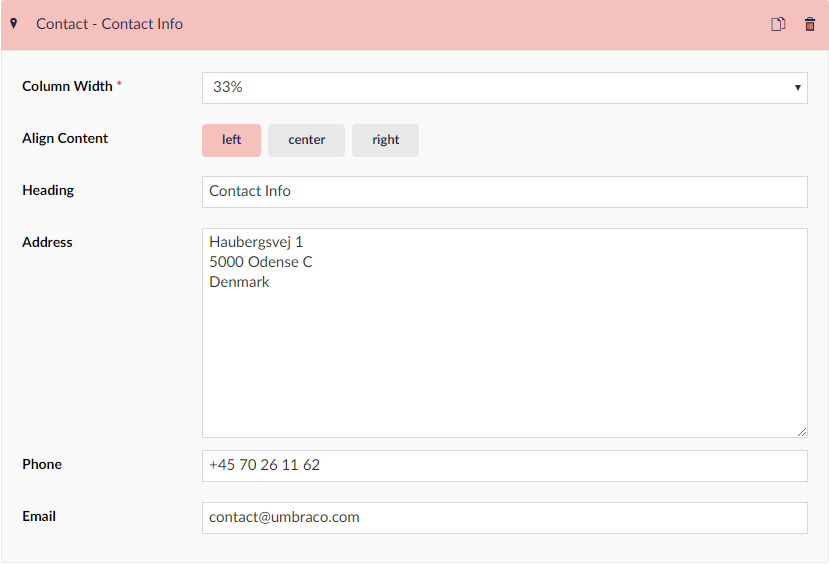 Contact - Contact Info
Column Width *
33%
Align Content
left
center
right
Heading
Contact Info
Address
Haubergsvej 1
5000 Odense C
Denmark
Phone
+45 70 26 11 62
Email
contact@umbraco.com